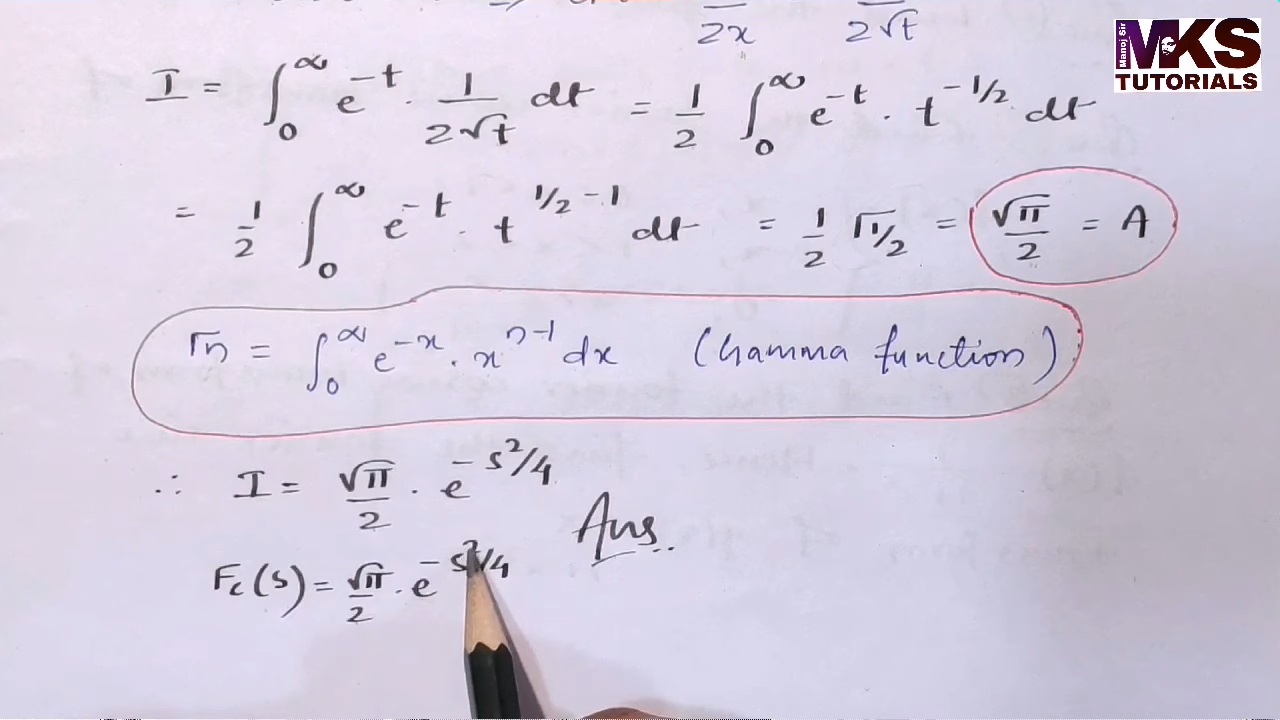 2x 2√t
Manoj Sir MKS
TUTORIALS
I = ∫₀^∞ e^-t . 1/2√t dt = 1/2 ∫₀^∞ e^-t . t^-1/2 dt
= 1/2 ∫₀^∞ e^-t . t^1/2-1 dt = 1/2 Γ1/2 = √π/2 = A
Γn = ∫₀^∞ e^-x . x^n-1 dx (Gamma function)
∴ I = √π/2 . e^-s²/4
Ans.
Fc(s) = √π/2 . e^-s²/4